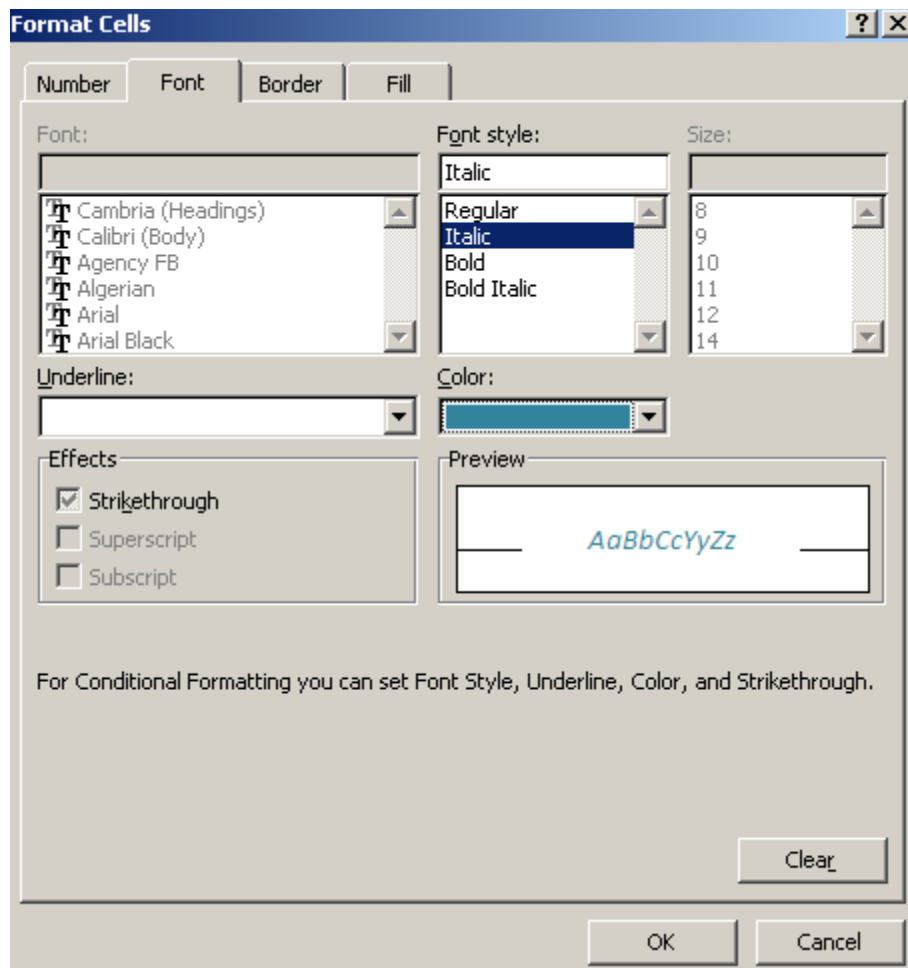 Format Cells
Number Font Border Fill
Font: Font style: Size:
Italic
Cambria (Headings) Regular 8
Calibri (Body) Italic 9
Agency FB Bold 10
Algerian Bold Italic 11
Arial 12
Arial Black 14
Underline: Color:
Effects Preview
Strikethrough
Superscript
Subscript
AaBbCcYyZz
For Conditional Formatting you can set Font Style, Underline, Color, and Strikethrough.
Clear
OK Cancel